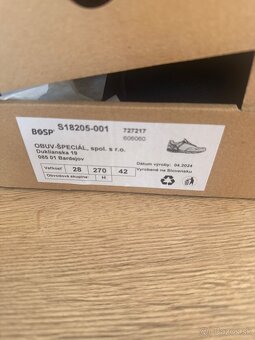 BOSP S18205-001 727217
606060
OBUV-ŠPECIÁL, spol. s r.o.
Duklianska 19
085 01 Bardejov
Dátum výroby: 04.2024
Vyrobené na Slovensku
Veľkosť: 28 270 42
Obvodová skupina: H